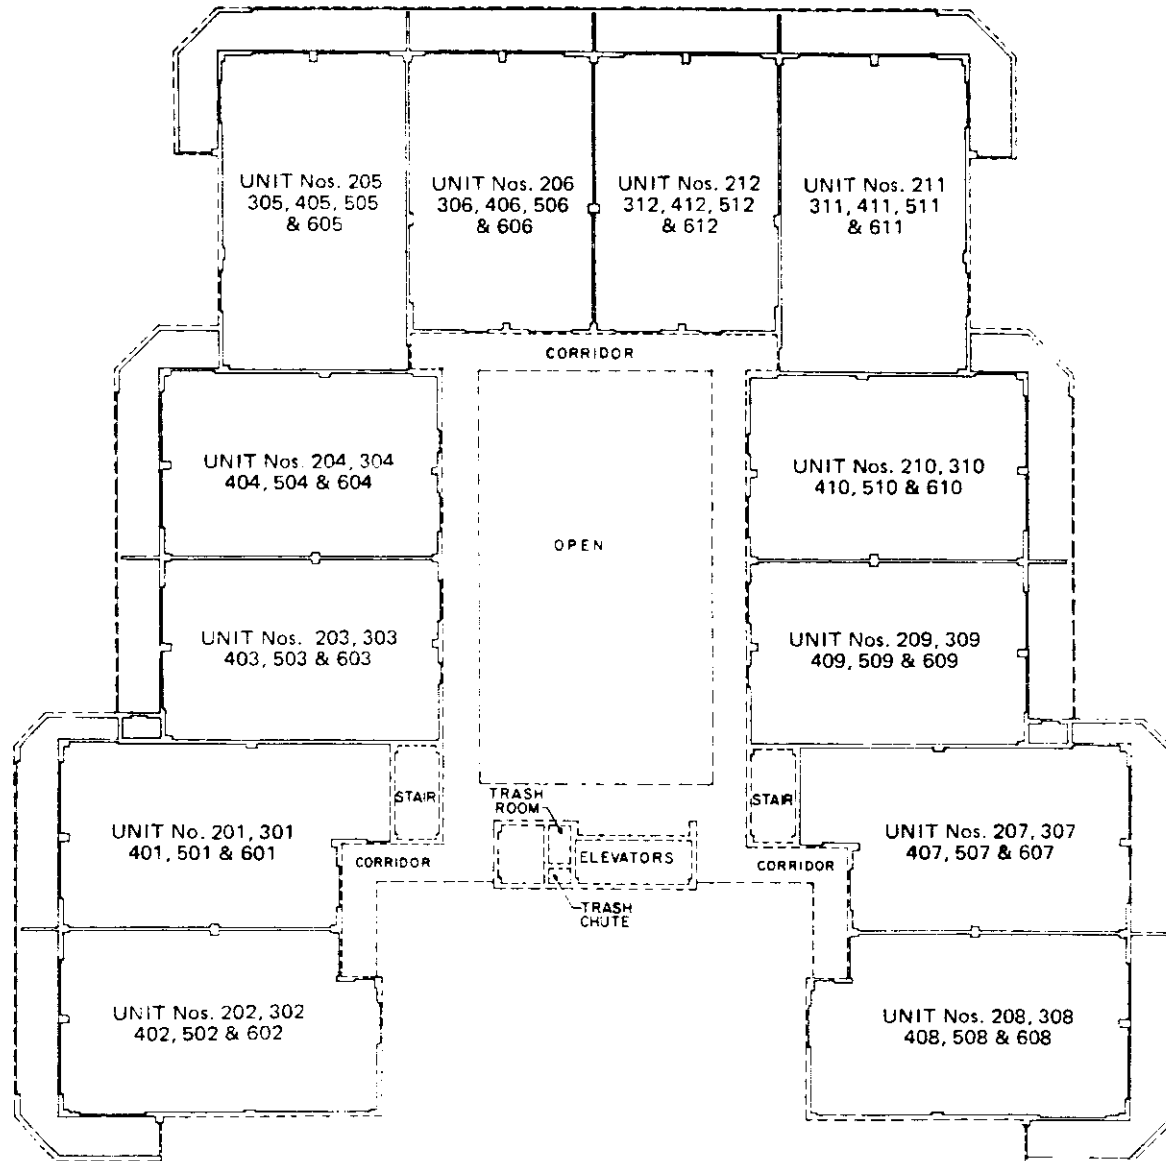 UNIT Nos. 205
305, 405, 505
& 605
UNIT Nos. 206
306, 406, 506
& 606
UNIT Nos. 212
312, 412, 512
& 612
UNIT Nos. 211
311, 411, 511
& 611
CORRIDOR
UNIT Nos. 204, 304
404, 504 & 604
UNIT Nos. 210, 310
410, 510 & 610
OPEN
UNIT Nos. 203, 303
403, 503 & 603
UNIT Nos. 209, 309
409, 509 & 609
STAIR
TRASH
ROOM
STAIR
UNIT No. 201, 301
401, 501 & 601
CORRIDOR
ELEVATORS
CORRIDOR
UNIT Nos. 207, 307
407, 507 & 607
TRASH
CHUTE
UNIT Nos. 202, 302
402, 502 & 602
UNIT Nos. 208, 308
408, 508 & 608